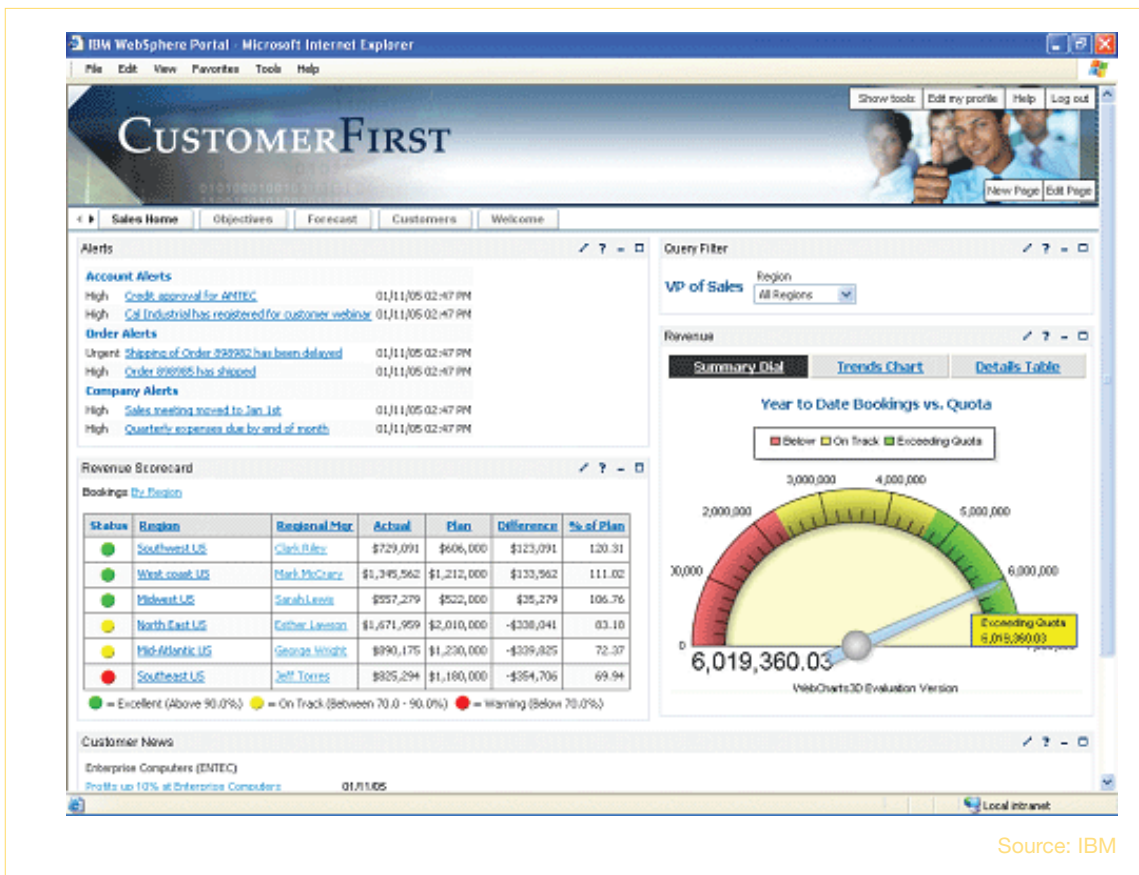 IBM WebSphere Portal - Microsoft Internet Explorer
File Edit View Favorites Tools Help
Show tools Edit my profile Help Log out
CUSTOMERFIRST
New Page Edit Page
Sales Home Objectives Forecast Customers Welcome
Alerts
Account Alerts
High Credit approval for AMTEC 01/11/05 02:47 PM
High Cal Industrial has registered for customer webinar 01/11/05 02:47 PM
Order Alerts
Urgent Shipping of Order 898982 has been delayed 01/11/05 02:47 PM
High Order 898985 has shipped 01/11/05 02:47 PM
Company Alerts
High Sales meeting moved to Jan 1st 01/11/05 02:47 PM
High Quarterly expenses due by end of month 01/11/05 02:47 PM
Revenue Scorecard
Bookings By Region
Status Region Regional Mgr Actual Plan Difference % of Plan
Southwest US Clark Riley $729,091 $606,000 $123,091 120.31
West coast US Mark McCrary $1,345,562 $1,212,000 $133,562 111.02
Midwest US Sarah Lewis $557,279 $522,000 $35,279 106.76
North East US Esther Lawson $1,671,959 $2,010,000 -$338,041 83.18
Mid-Atlantic US George Wright $890,175 $1,230,000 -$339,825 72.37
Southeast US Jeff Torres $825,294 $1,180,000 -$354,706 69.94
= Excellent (Above 90.0%) = On Track (Between 70.0 - 90.0%) = Warning (Below 70.0%)
Query Filter
VP of Sales
Region
All Regions
Revenue
Summary Dial Trends Chart Details Table
Year to Date Bookings vs. Quota
Below On Track Exceeding Quota
3,000,000 4,000,000
2,000,000 5,000,000
00,000 6,000,000
0
Exceeding Quota
6,019,360.03
6,019,360.03
WebCharts3D Evaluation Version
Customer News
Enterprise Computers (ENTEC)
Profits up 10% at Enterprise Computers 01/11/05
Local intranet
Source: IBM